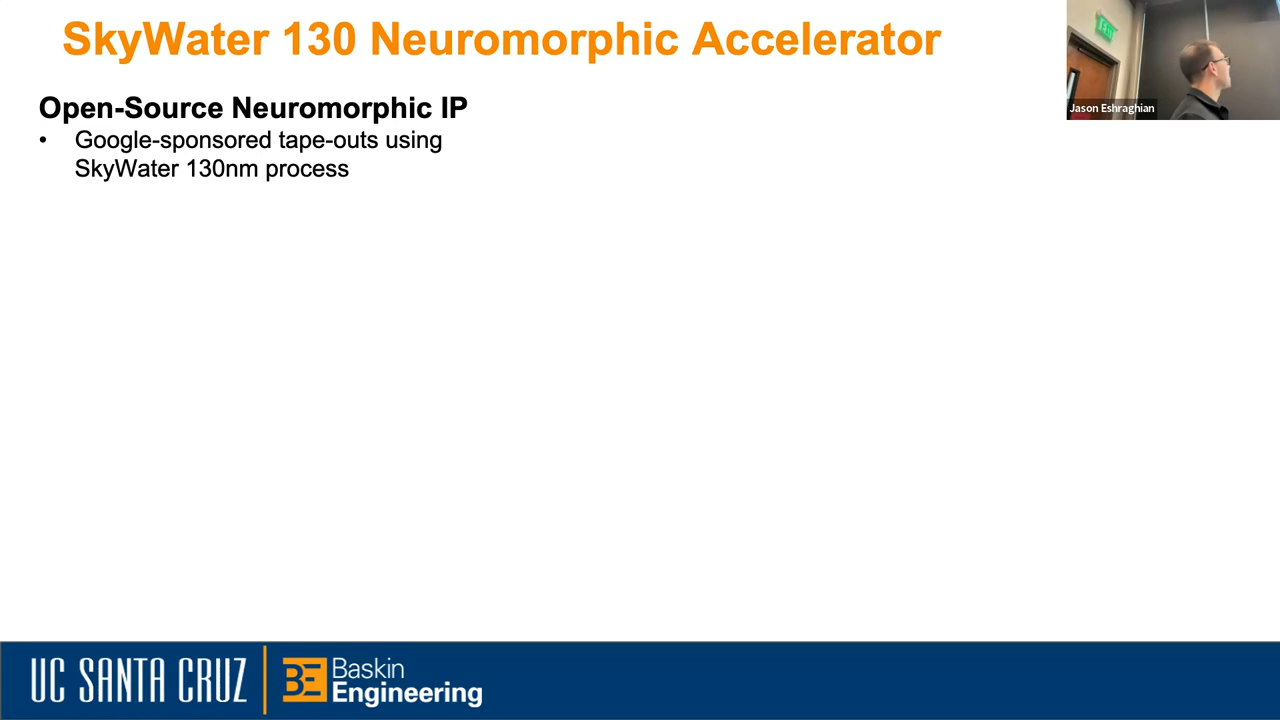 SkyWater 130 Neuromorphic Accelerator
Jason Eshraghian
Open-Source Neuromorphic IP
• Google-sponsored tape-outs using
SkyWater 130nm process
UC SANTA CRUZ
BE
Baskin
Engineering